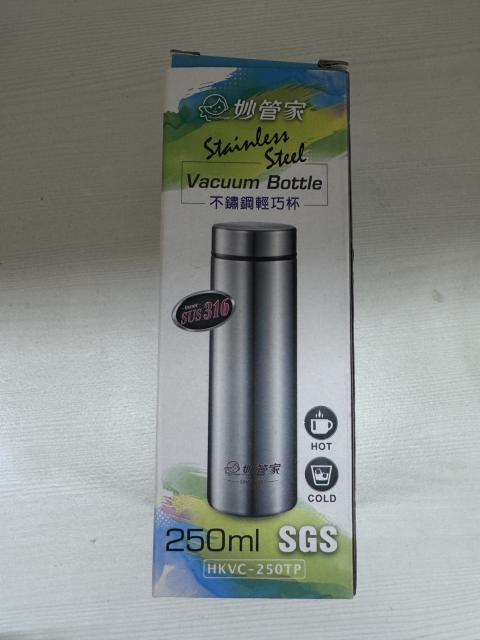 妙管家
Stainless
Steel
Vacuum Bottle
不鏽鋼輕巧杯
SUS 316
妙管家
HOT
COLD
250ml SGS
HKVC-250TP